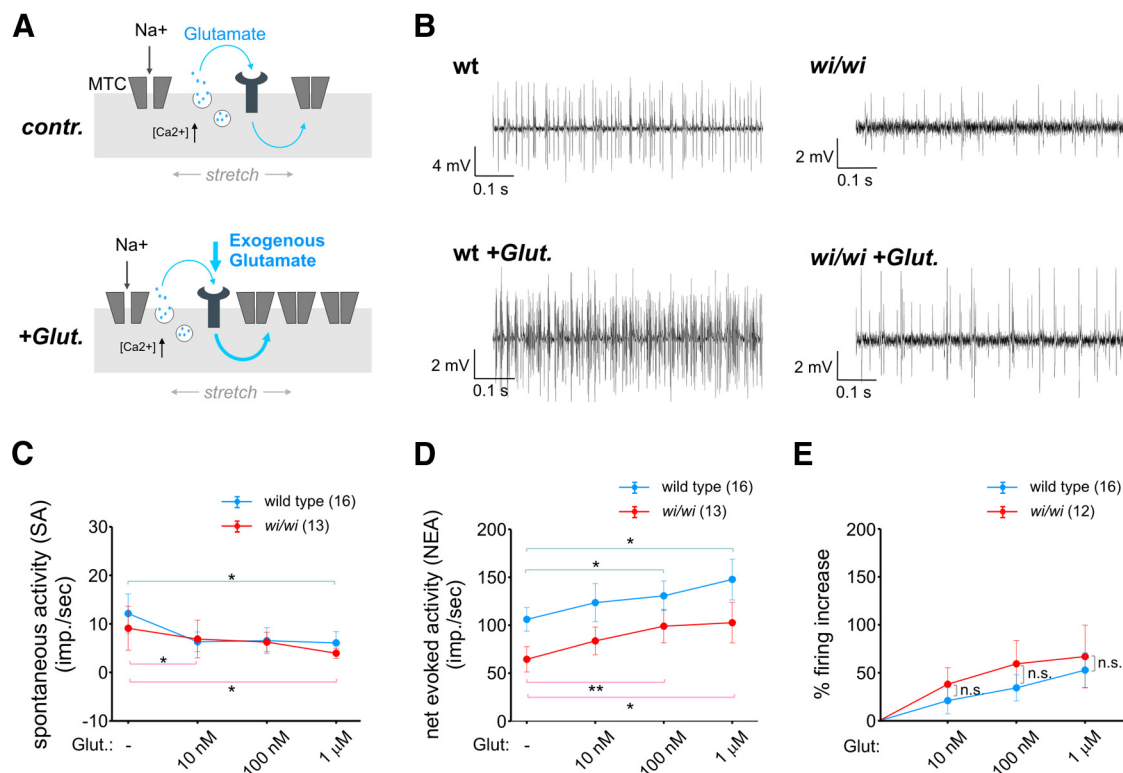 A
Na+
Glutamate
MTC
contr.
[Ca2+]
stretch
Na+
Exogenous
Glutamate
+Glut.
[Ca2+]
stretch
B
wt
4 mV
0.1 s
wi/wi
2 mV
0.1 s
wt +Glut.
2 mV
0.1 s
wi/wi +Glut.
2 mV
0.1 s
C
wild type (16)
wi/wi (13)
spontaneous activity (SA)
(imp./sec)
30
20
10
0
-10
*
*
*
Glut.:
-
10 nM
100 nM
1 µM
D
wild type (16)
wi/wi (13)
net evoked activity (NEA)
(imp./sec)
200
150
100
50
0
*
*
**
*
Glut.:
-
10 nM
100 nM
1 µM
E
wild type (16)
wi/wi (12)
% firing increase
200
150
100
50
0
n.s.
n.s.
n.s.
Glut:
10 nM
100 nM
1 µM